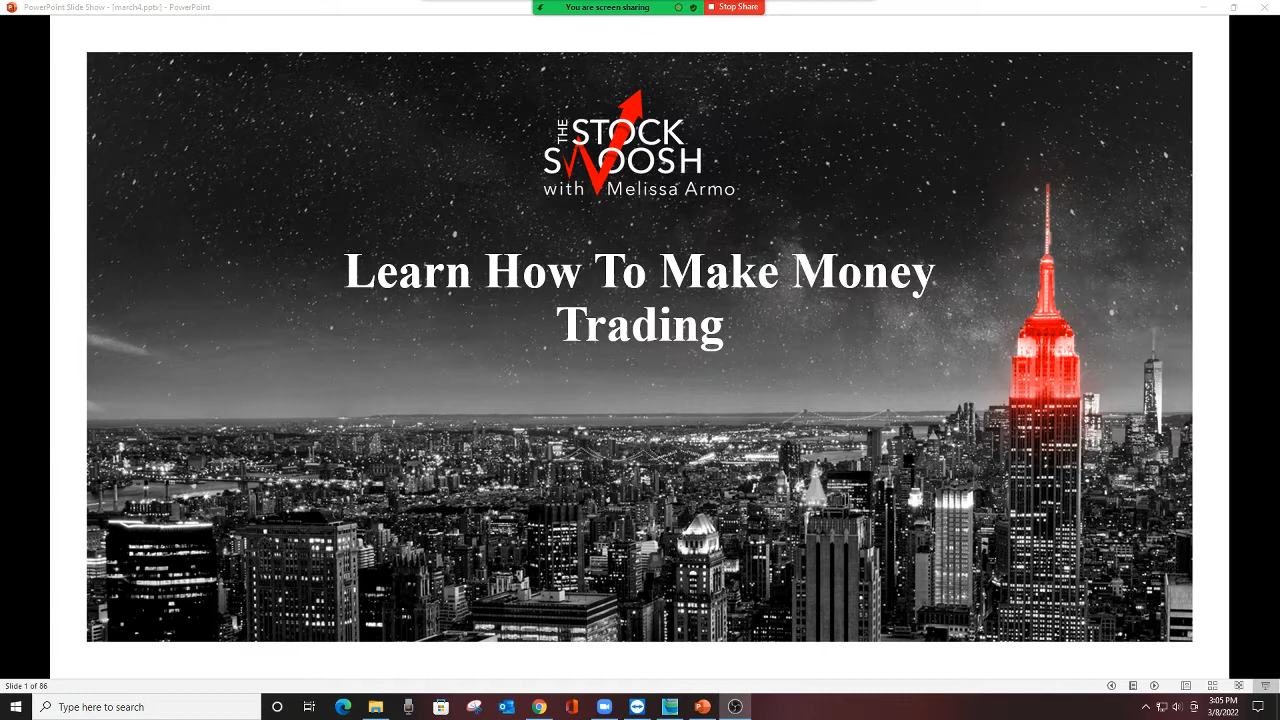 PowerPoint Slide Show - [march4.pptx] - PowerPoint
You are screen sharing
Stop Share
THE STOCK
SWOOSH
with Melissa Armo
Learn How To Make Money
Trading
Slide 1 of 86
Type here to search
3:05 PM
3/8/2022